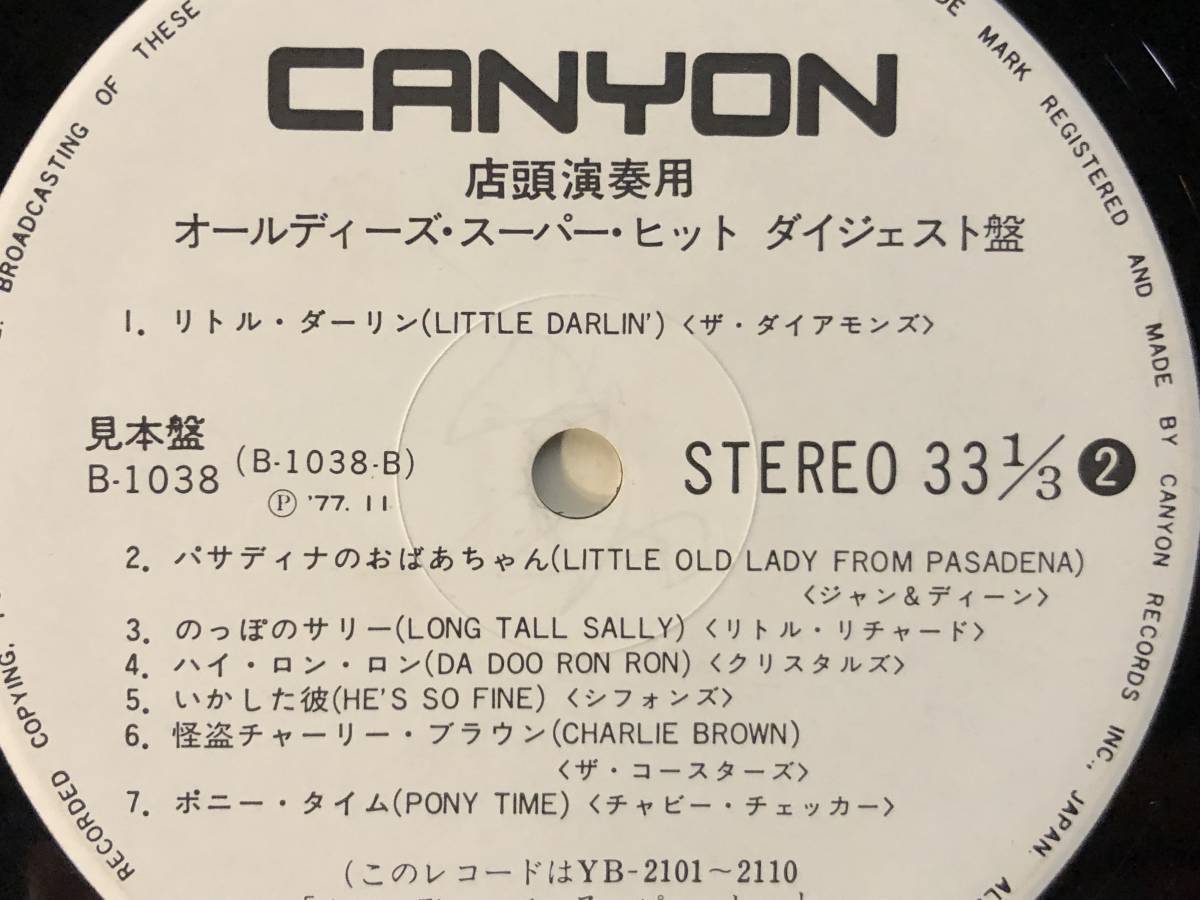 CANYON
店頭演奏用
オールディーズ・スーパー・ヒット ダイジェスト盤
1. リトル・ダーリン(LITTLE DARLIN') 〈ザ・ダイアモンズ〉
見本盤
B-1038 (B-1038-B)
Ⓟ '77. 11
STEREO 33 1/3 2
2. パサディナのおばあちゃん(LITTLE OLD LADY FROM PASADENA)
〈ジャン&ディーン〉
3. のっぽのサリー(LONG TALL SALLY) 〈リトル・リチャード〉
4. ハイ・ロン・ロン(DA DOO RON RON) 〈クリスタルズ〉
5. いかした彼(HE'S SO FINE) 〈シフォンズ〉
6. 怪盗チャーリー・ブラウン(CHARLIE BROWN)
〈ザ・コースターズ〉
7. ポニー・タイム(PONY TIME) 〈チャビー・チェッカー〉
(このレコードはYB-2101〜2110
MARK REGISTERED AND MADE BY CANYON RECORDS INC., JAPAN.
RECORDED COPYING,
BROADCASTING OF THESE